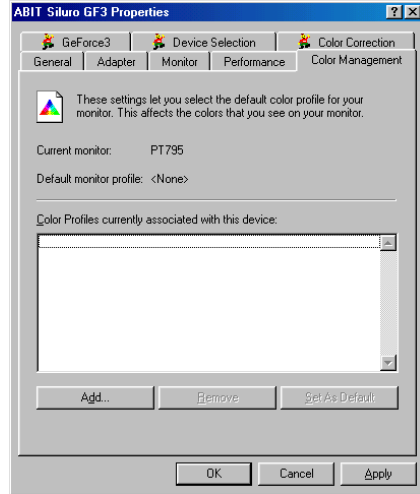 ABIT Siluro GF3 Properties
GeForce3 Device Selection Color Correction
General Adapter Monitor Performance Color Management
These settings let you select the default color profile for your
monitor. This affects the colors that you see on your monitor.
Current monitor: PT795
Default monitor profile: <None>
Color Profiles currently associated with this device:
Add... Remove Set As Default
OK Cancel Apply